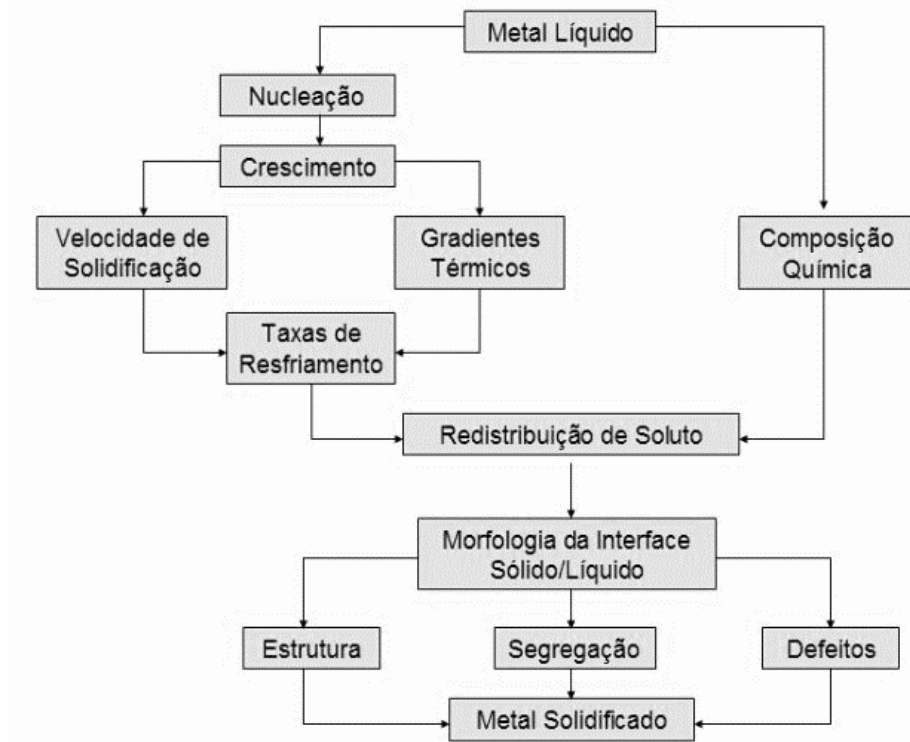 Metal Líquido
Nucleação
Crescimento
Velocidade de
Solidificação
Gradientes
Térmicos
Composição
Química
Taxas de
Resfriamento
Redistribuição de Soluto
Morfologia da Interface
Sólido/Líquido
Estrutura
Segregação
Defeitos
Metal Solidificado